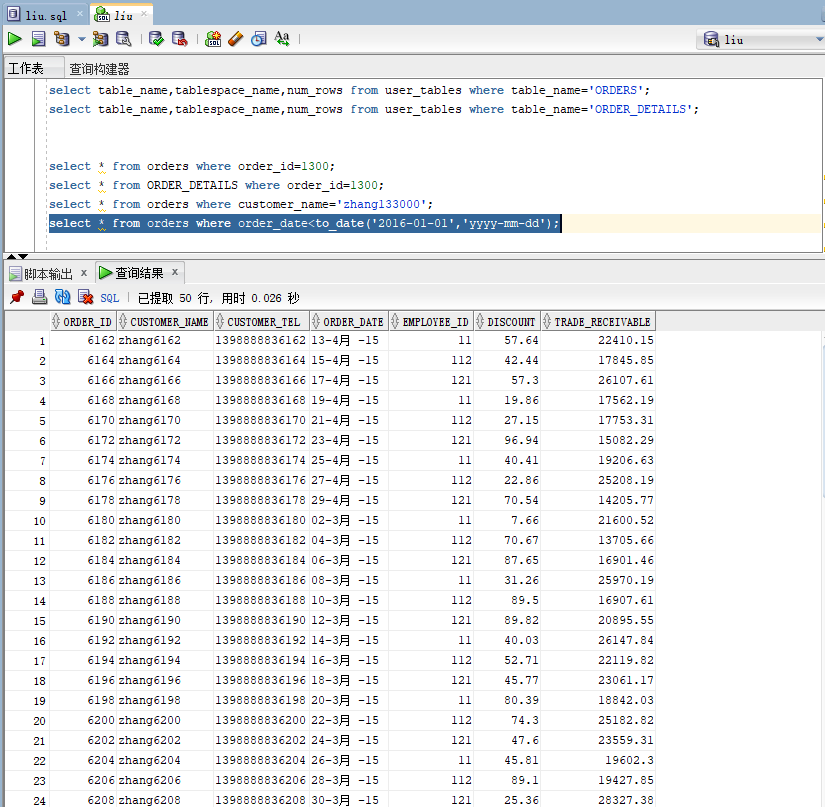 liu.sql × liu ×
liu
工作表 查询构建器
select table_name,tablespace_name,num_rows from user_tables where table_name='ORDERS';
select table_name,tablespace_name,num_rows from user_tables where table_name='ORDER_DETAILS';
select * from orders where order_id=1300;
select * from ORDER_DETAILS where order_id=1300;
select * from orders where customer_name='zhang133000';
select * from orders where order_date<to_date('2016-01-01','yyyy-mm-dd');
脚本输出 × 查询结果 ×
SQL | 已提取 50 行, 用时 0.026 秒
ORDER_ID CUSTOMER_NAME CUSTOMER_TEL ORDER_DATE EMPLOYEE_ID DISCOUNT TRADE_RECEIVABLE
1 6162 zhang6162 1398888836162 13-4月 -15 11 57.64 22410.15
2 6164 zhang6164 1398888836164 15-4月 -15 112 42.44 17845.85
3 6166 zhang6166 1398888836166 17-4月 -15 121 57.3 26107.61
4 6168 zhang6168 1398888836168 19-4月 -15 11 19.86 17562.19
5 6170 zhang6170 1398888836170 21-4月 -15 112 27.15 17753.31
6 6172 zhang6172 1398888836172 23-4月 -15 121 96.94 15082.29
7 6174 zhang6174 1398888836174 25-4月 -15 11 40.41 19206.63
8 6176 zhang6176 1398888836176 27-4月 -15 112 22.86 25208.19
9 6178 zhang6178 1398888836178 29-4月 -15 121 70.54 14205.77
10 6180 zhang6180 1398888836180 02-3月 -15 11 7.66 21600.52
11 6182 zhang6182 1398888836182 04-3月 -15 112 70.67 13705.66
12 6184 zhang6184 1398888836184 06-3月 -15 121 87.65 16901.46
13 6186 zhang6186 1398888836186 08-3月 -15 11 31.26 25970.19
14 6188 zhang6188 1398888836188 10-3月 -15 112 89.5 16907.61
15 6190 zhang6190 1398888836190 12-3月 -15 121 89.82 20895.55
16 6192 zhang6192 1398888836192 14-3月 -15 11 40.03 26147.84
17 6194 zhang6194 1398888836194 16-3月 -15 112 52.71 22119.82
18 6196 zhang6196 1398888836196 18-3月 -15 121 45.77 23061.17
19 6198 zhang6198 1398888836198 20-3月 -15 11 80.39 18842.03
20 6200 zhang6200 1398888836200 22-3月 -15 112 74.3 25182.82
21 6202 zhang6202 1398888836202 24-3月 -15 121 47.6 23559.31
22 6204 zhang6204 1398888836204 26-3月 -15 11 45.81 19602.3
23 6206 zhang6206 1398888836206 28-3月 -15 112 89.1 19427.85
24 6208 zhang6208 1398888836208 30-3月 -15 121 25.36 28327.38